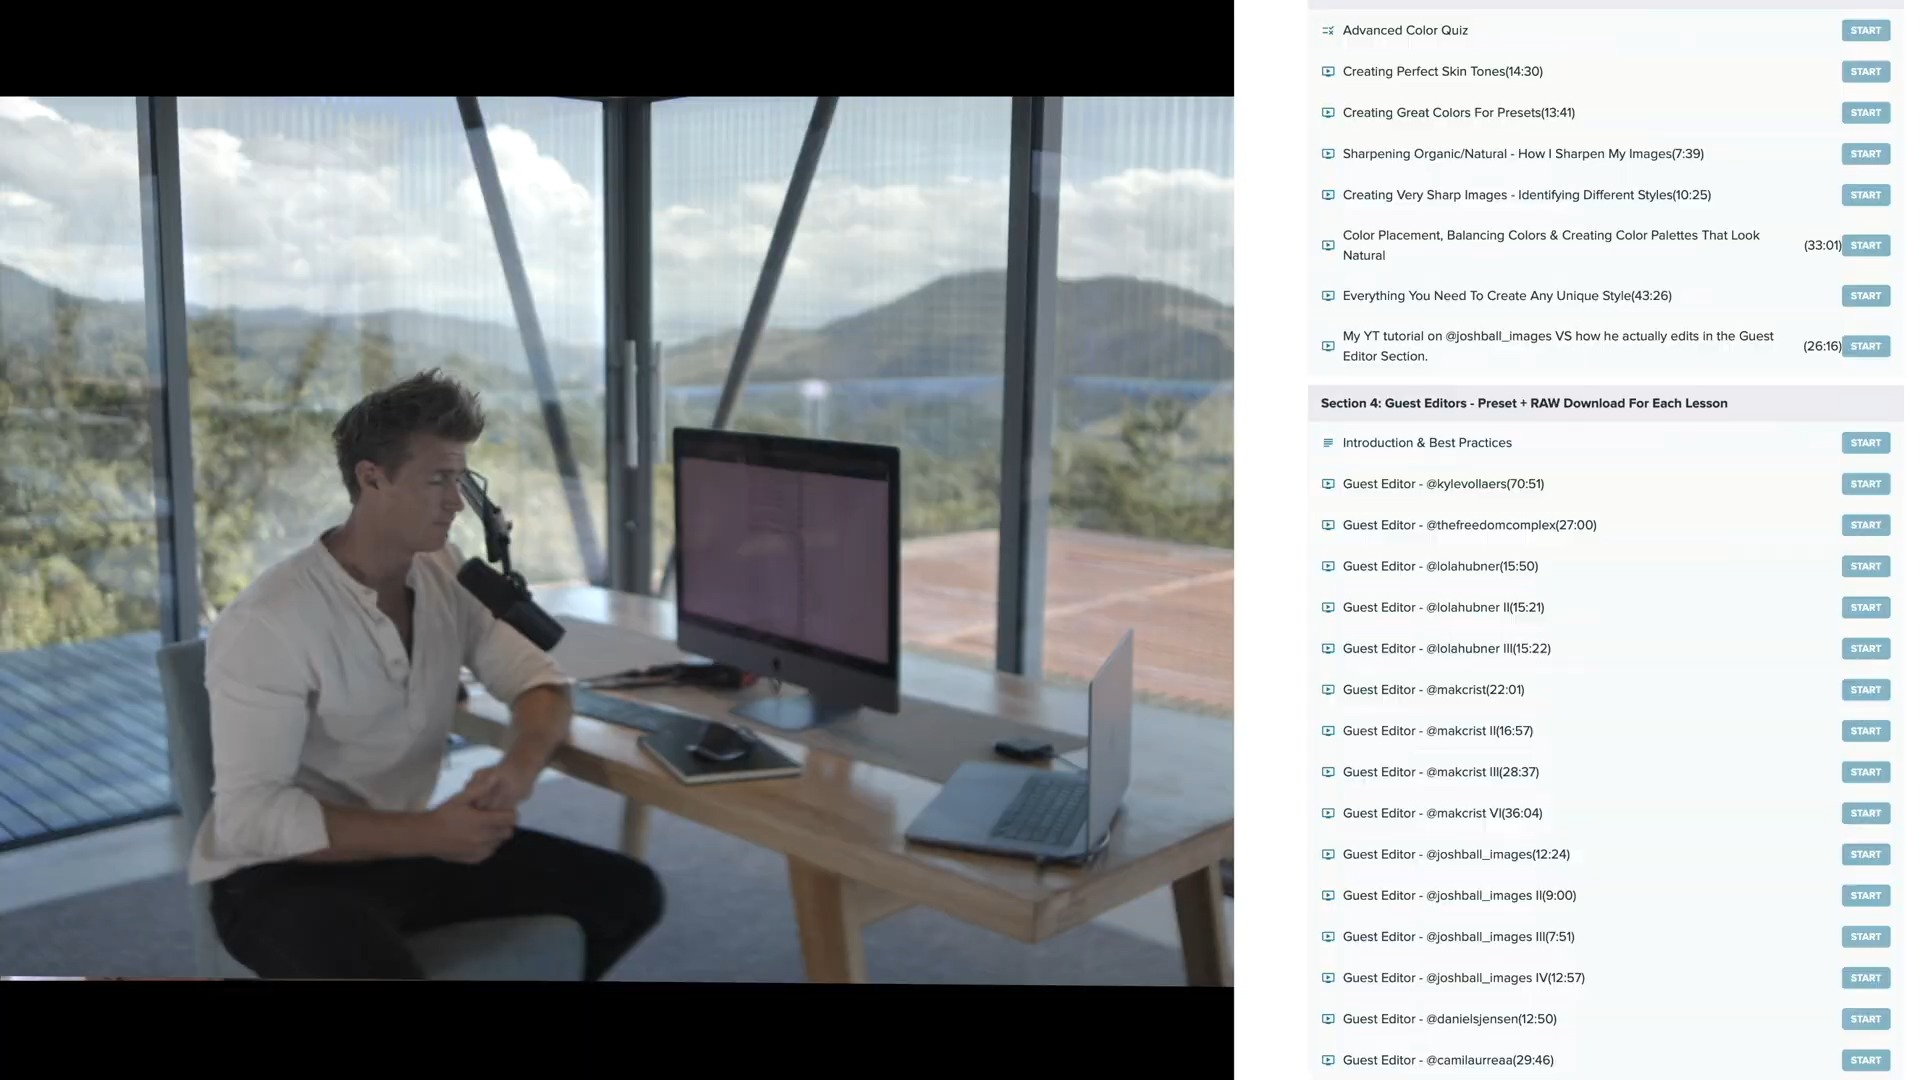 Advanced Color Quiz START
Creating Perfect Skin Tones(14:30) START
Creating Great Colors For Presets(13:41) START
Sharpening Organic/Natural - How I Sharpen My Images(7:39) START
Creating Very Sharp Images - Identifying Different Styles(10:25) START
Color Placement, Balancing Colors & Creating Color Palettes That Look
Natural (33:01) START
Everything You Need To Create Any Unique Style(43:26) START
My YT tutorial on @joshball_images VS how he actually edits in the Guest
Editor Section. (26:16) START
Section 4: Guest Editors - Preset + RAW Download For Each Lesson
Introduction & Best Practices START
Guest Editor - @kylevollaers(70:51) START
Guest Editor - @thefreedomcomplex(27:00) START
Guest Editor - @lolahubner(15:50) START
Guest Editor - @lolahubner II(15:21) START
Guest Editor - @lolahubner III(15:22) START
Guest Editor - @makcrist(22:01) START
Guest Editor - @makcrist II(16:57) START
Guest Editor - @makcrist III(28:37) START
Guest Editor - @makcrist VI(36:04) START
Guest Editor - @joshball_images(12:24) START
Guest Editor - @joshball_images II(9:00) START
Guest Editor - @joshball_images III(7:51) START
Guest Editor - @joshball_images IV(12:57) START
Guest Editor - @danielsjensen(12:50) START
Guest Editor - @camilaurreaa(29:46) START